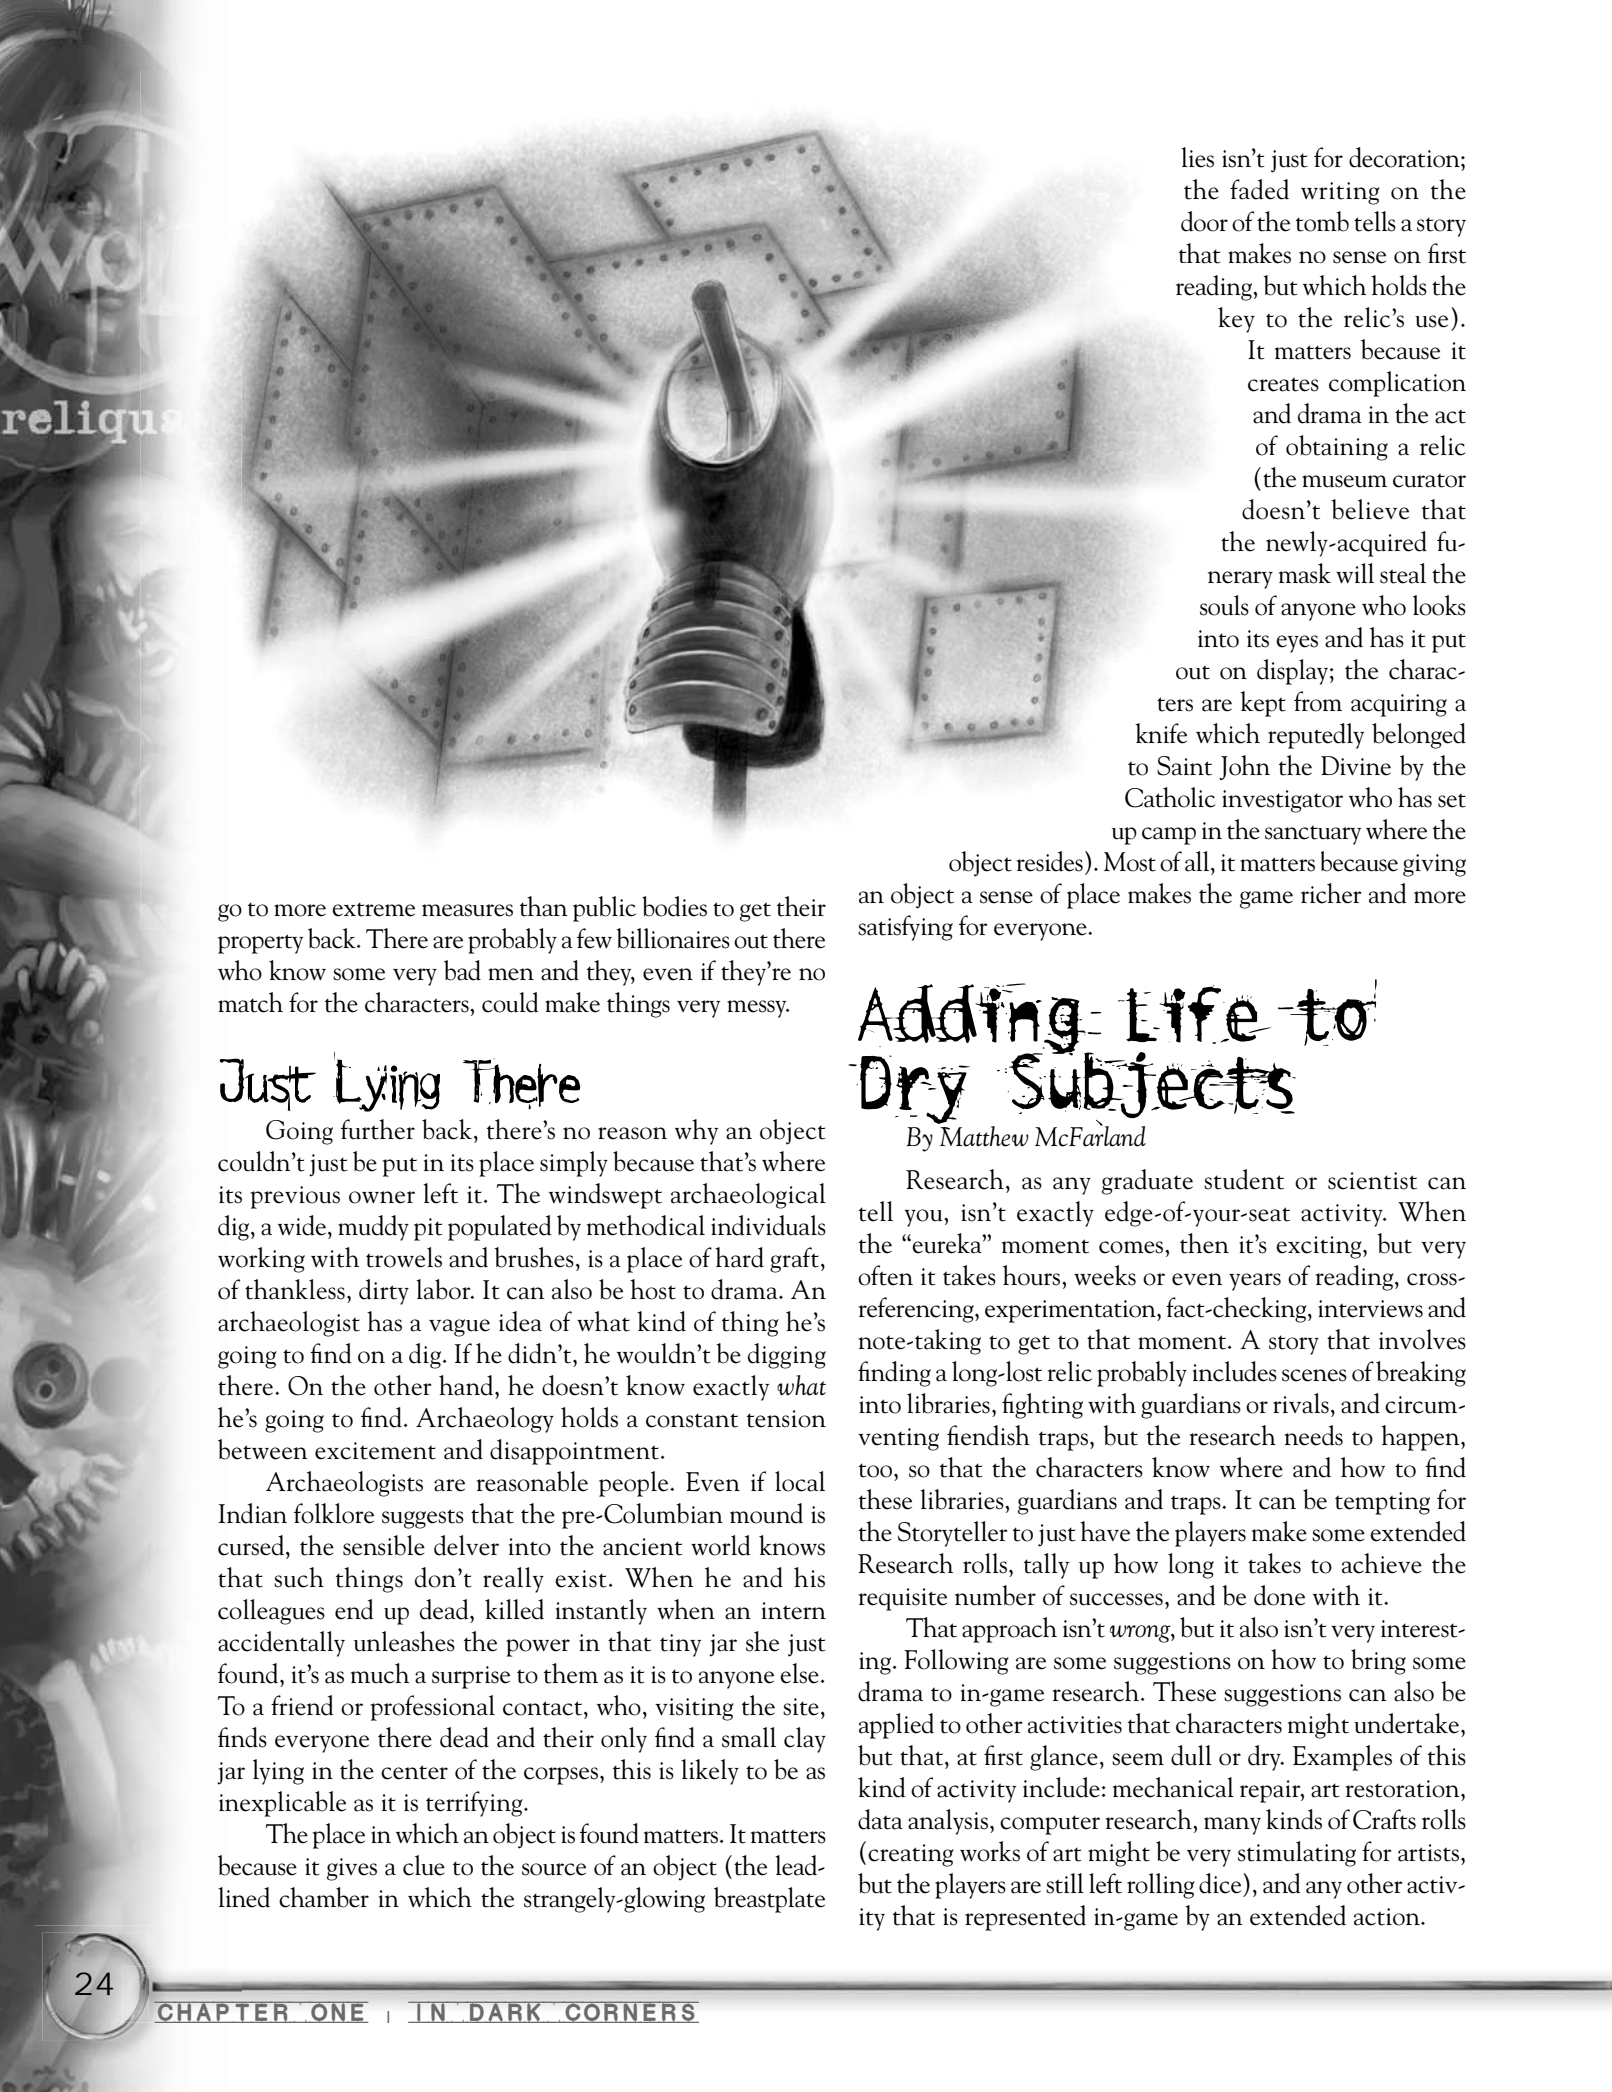 go to more extreme measures than public bodies to get their
property back. There are probably a few billionaires out there
who know some very bad men and they, even if they're no
match for the characters, could make things very messy.
Just Lying There
Going further back, there's no reason why an object
couldn't just be put in its place simply because that's where
its previous owner left it. The windswept archaeological
dig, a wide, muddy pit populated by methodical individuals
working with trowels and brushes, is a place of hard graft,
of thankless, dirty labor. It can also be host to drama. An
archaeologist has a vague idea of what kind of thing he's
going to find on a dig. If he didn't, he wouldn't be digging
there. On the other hand, he doesn't know exactly what
he's going to find. Archaeology holds a constant tension
between excitement and disappointment.
Archaeologists are reasonable people. Even if local
Indian folklore suggests that the pre-Columbian mound is
cursed, the sensible delver into the ancient world knows
that such things don't really exist. When he and his
colleagues end up dead, killed instantly when an intern
accidentally unleashes the power in that tiny jar she just
found, it's as much a surprise to them as it is to anyone else.
To a friend or professional contact, who, visiting the site,
finds everyone there dead and their only find a small clay
jar lying in the center of the corpses, this is likely to be as
inexplicable as it is terrifying.
The place in which an object is found matters. It matters
because it gives a clue to the source of an object (the lead-
lined chamber in which the strangely-glowing breastplate
lies isn't just for decoration;
the faded writing on the
door of the tomb tells a story
that makes no sense on first
reading, but which holds the
key to the relic's use).
It matters because it
creates complication
and drama in the act
of obtaining a relic
(the museum curator
doesn't believe that
the newly-acquired fu-
nerary mask will steal the
souls of anyone who looks
into its eyes and has it put
out on display; the charac-
ters are kept from acquiring a
knife which reputedly belonged
to Saint John the Divine by the
Catholic investigator who has set
up camp in the sanctuary where the
object resides). Most of all, it matters because giving
an object a sense of place makes the game richer and more
satisfying for everyone.
Adding Life to
Dry Subjects
By Matthew McFarland
Research, as any graduate student or scientist can
tell you, isn't exactly edge-of-your-seat activity. When
the "eureka" moment comes, then it's exciting, but very
often it takes hours, weeks or even years of reading, cross-
referencing, experimentation, fact-checking, interviews and
note-taking to get to that moment. A story that involves
finding a long-lost relic probably includes scenes of breaking
into libraries, fighting with guardians or rivals, and circum-
venting fiendish traps, but the research needs to happen,
too, so that the characters know where and how to find
these libraries, guardians and traps. It can be tempting for
the Storyteller to just have the players make some extended
Research rolls, tally up how long it takes to achieve the
requisite number of successes, and be done with it.
That approach isn't wrong, but it also isn't very interest-
ing. Following are some suggestions on how to bring some
drama to in-game research. These suggestions can also be
applied to other activities that characters might undertake,
but that, at first glance, seem dull or dry. Examples of this
kind of activity include: mechanical repair, art restoration,
data analysis, computer research, many kinds of Crafts rolls
(creating works of art might be very stimulating for artists,
but the players are still left rolling dice), and any other activ-
ity that is represented in-game by an extended action.
24
CHAPTER ONE | IN DARK CORNERS